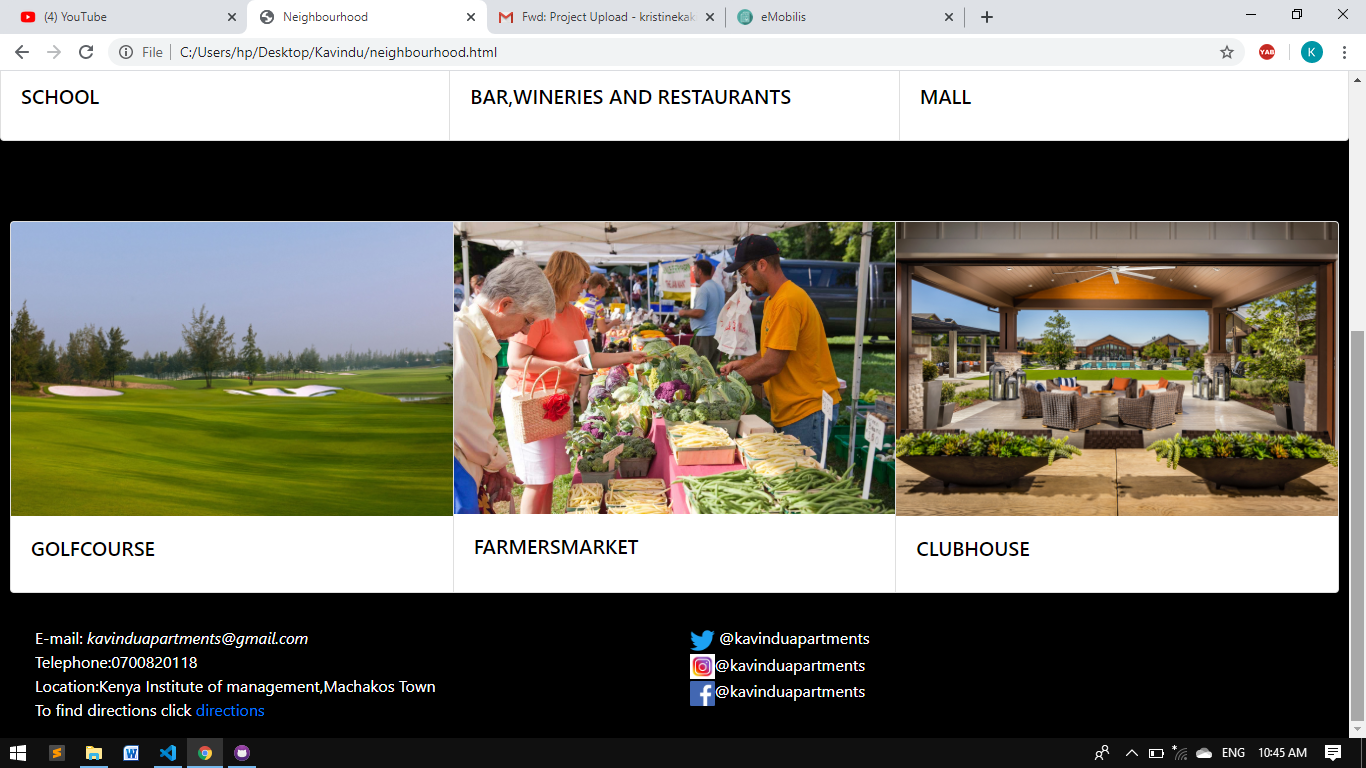 (4) YouTube
Neighbourhood
Fwd: Project Upload - kristinekak
eMobilis
File
C:/Users/hp/Desktop/Kavindu/neighbourhood.html
YAB
K
SCHOOL
BAR,WINERIES AND RESTAURANTS
MALL
GOLFCOURSE
FARMERSMARKET
CLUBHOUSE
E-mail: kavinduapartments@gmail.com
Telephone:0700820118
Location:Kenya Institute of management,Machakos Town
To find directions click directions
@kavinduapartments
@kavinduapartments
@kavinduapartments
ENG
10:45 AM